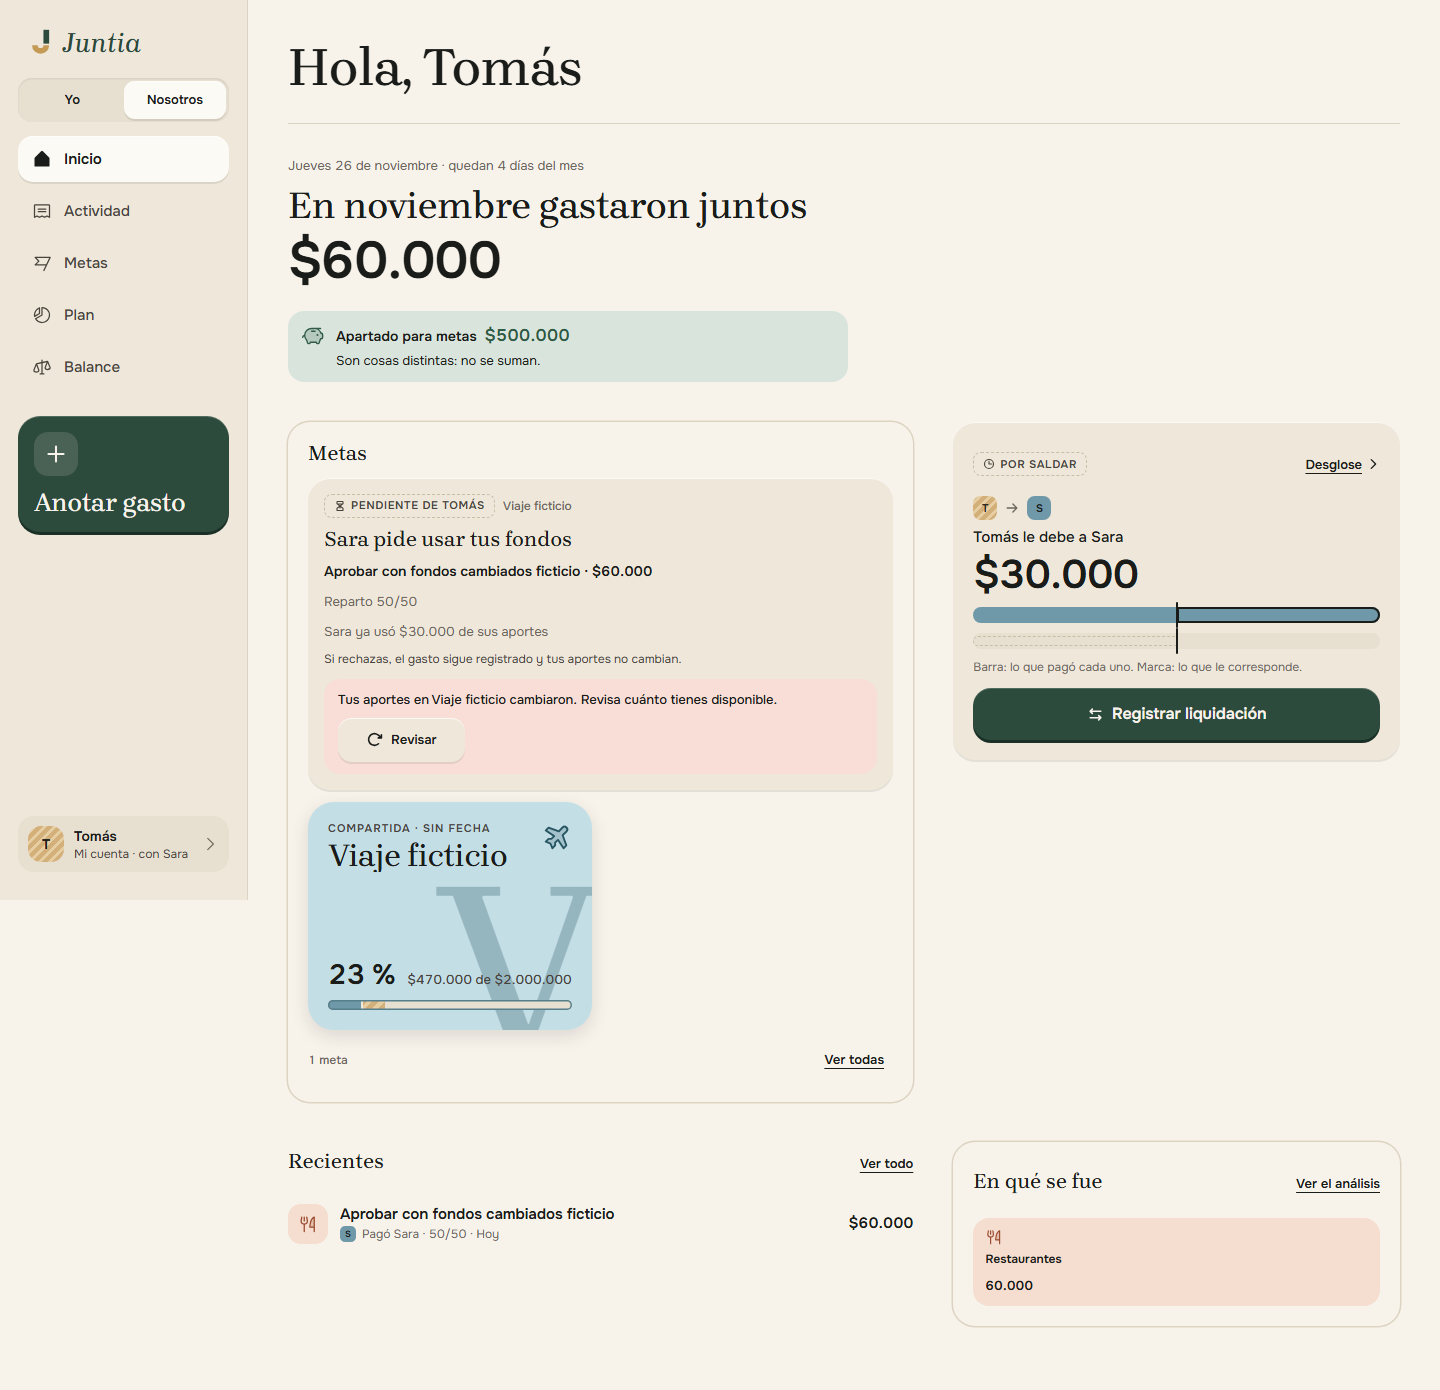 Juntia
Yo
Nosotros
Inicio
Actividad
Metas
Plan
Balance
Anotar gasto
T
Tomás
Mi cuenta · con Sara
Hola, Tomás
Jueves 26 de noviembre · quedan 4 días del mes
En noviembre gastaron juntos
$60.000
Apartado para metas $500.000
Son cosas distintas: no se suman.
Metas
PENDIENTE DE TOMÁS Viaje ficticio
Sara pide usar tus fondos
Aprobar con fondos cambiados ficticio · $60.000
Reparto 50/50
Sara ya usó $30.000 de sus aportes
Si rechazas, el gasto sigue registrado y tus aportes no cambian.
Tus aportes en Viaje ficticio cambiaron. Revisa cuánto tienes disponible.
Revisar
COMPARTIDA · SIN FECHA
Viaje ficticio
V
23 % $470.000 de $2.000.000
1 meta
Ver todas
POR SALDAR
Desglose
T → S
Tomás le debe a Sara
$30.000
Barra: lo que pagó cada uno. Marca: lo que le corresponde.
Registrar liquidación
Recientes
Ver todo
Aprobar con fondos cambiados ficticio
S Pagó Sara · 50/50 · Hoy
$60.000
En qué se fue
Ver el análisis
Restaurantes
60.000